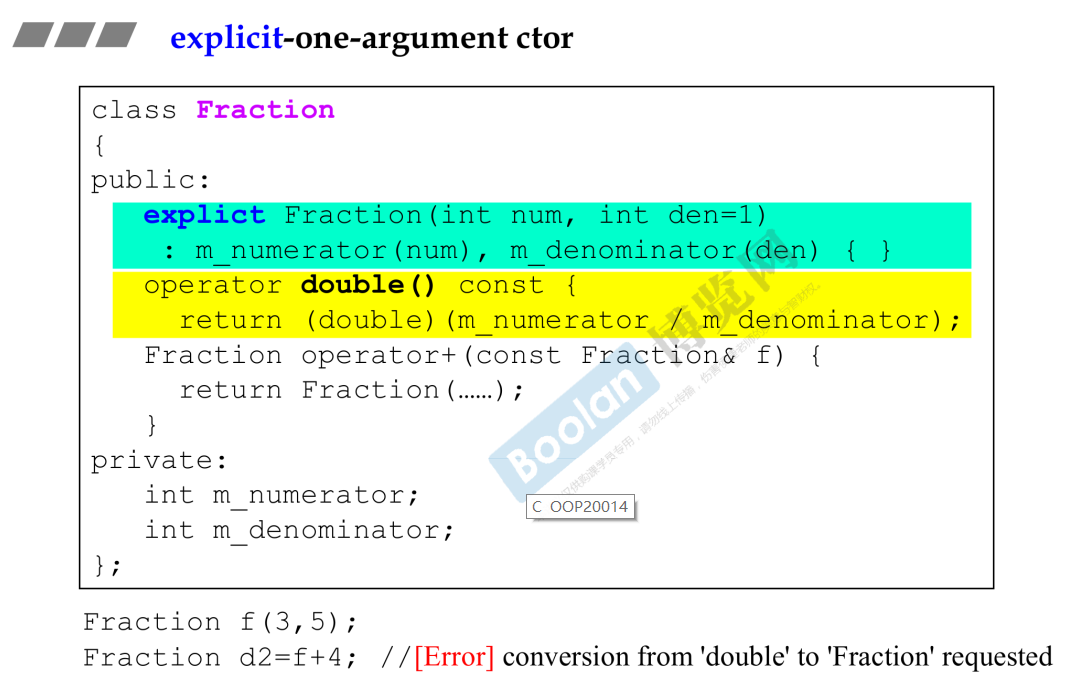 explicit-one-argument ctor
class Fraction
{
public:
explict Fraction(int num, int den=1)
: m_numerator(num), m_denominator(den) { }
operator double() const {
return (double)(m_numerator / m_denominator);
Fraction operator+(const Fraction& f) {
return Fraction(……);
}
private:
int m_numerator;
int m_denominator;
};
Boolan 博览网
C OOP20014
Fraction f(3,5);
Fraction d2=f+4; //[Error] conversion from 'double' to 'Fraction' requested